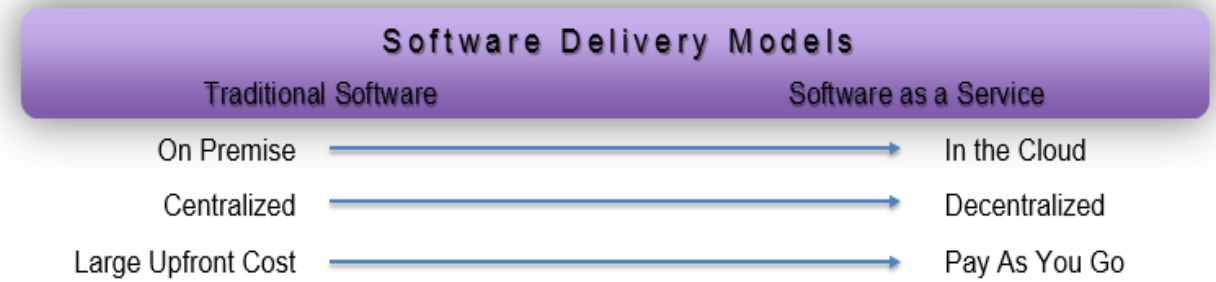 Software Delivery Models
Traditional Software Software as a Service
On Premise In the Cloud
Centralized Decentralized
Large Upfront Cost Pay As You Go